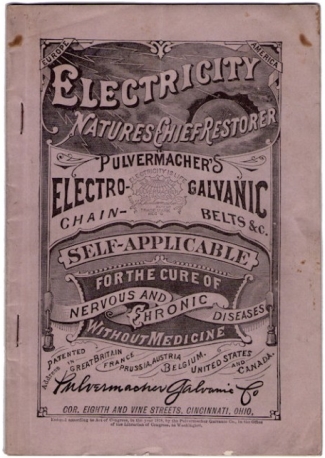 EUROPE
AMERICA
ELECTRICITY
NATURES CHIEF RESTORER
PULVERMACHER'S
ELECTRO-GALVANIC
CHAIN-BELTS &C.
SELF-APPLICABLE
FOR THE CURE OF
NERVOUS AND CHRONIC DISEASES
WITHOUT MEDICINE
PATENTED IN GREAT BRITAIN FRANCE PRUSSIA, AUSTRIA BELGIUM, UNITED STATES AND CANADA.
Address
Pulvermacher Galvanic Co
COR. EIGHTH AND VINE STREETS. CINCINNATI, OHIO,